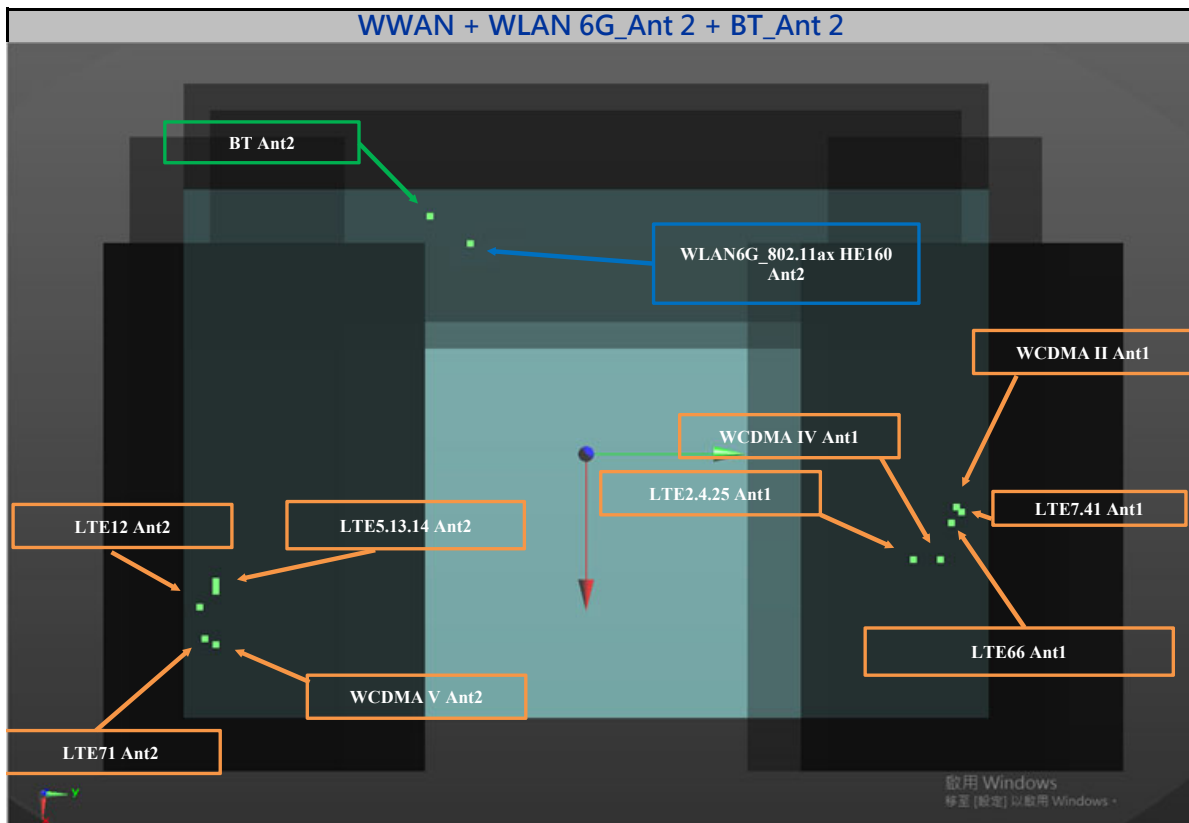 WWAN + WLAN 6G_Ant 2 + BT_Ant 2
BT Ant2
WLAN6G_802.11ax HE160
Ant2
WCDMA II Ant1
WCDMA IV Ant1
LTE2.4.25 Ant1
LTE7.41 Ant1
LTE12 Ant2
LTE5.13.14 Ant2
LTE66 Ant1
WCDMA V Ant2
LTE71 Ant2
啟用 Windows
移至 [設定] 以啟用 Windows。
y
x